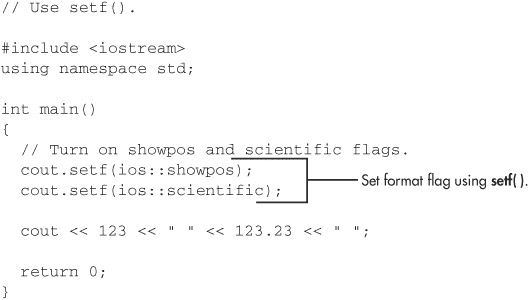 // Use setf().

#include <iostream>
using namespace std;

int main()
{
  // Turn on showpos and scientific flags.
  cout.setf(ios::showpos);
  cout.setf(ios::scientific);
Set format flag using setf( ).

  cout << 123 << " " << 123.23 << " ";

  return 0;
}